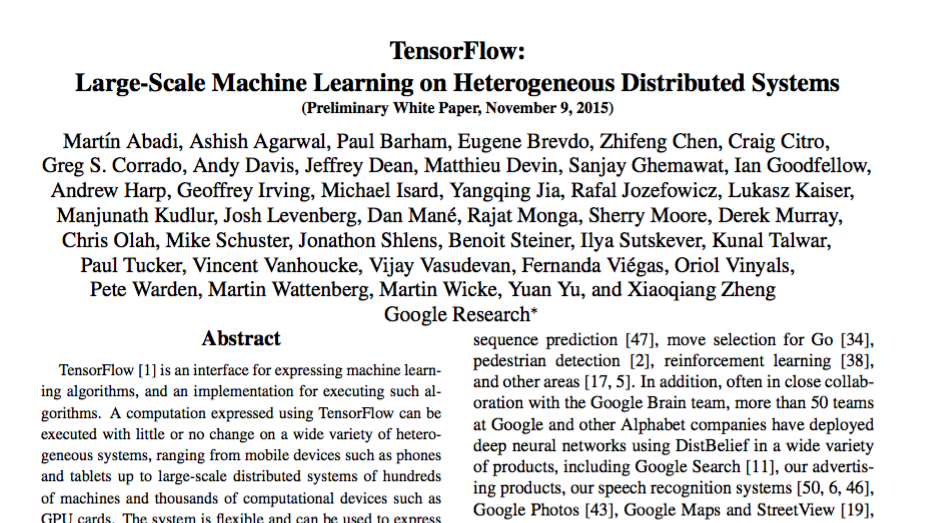 TensorFlow:
Large-Scale Machine Learning on Heterogeneous Distributed Systems
(Preliminary White Paper, November 9, 2015)
Martín Abadi, Ashish Agarwal, Paul Barham, Eugene Brevdo, Zhifeng Chen, Craig Citro,
Greg S. Corrado, Andy Davis, Jeffrey Dean, Matthieu Devin, Sanjay Ghemawat, Ian Goodfellow,
Andrew Harp, Geoffrey Irving, Michael Isard, Yangqing Jia, Rafal Jozefowicz, Lukasz Kaiser,
Manjunath Kudlur, Josh Levenberg, Dan Mané, Rajat Monga, Sherry Moore, Derek Murray,
Chris Olah, Mike Schuster, Jonathon Shlens, Benoit Steiner, Ilya Sutskever, Kunal Talwar,
Paul Tucker, Vincent Vanhoucke, Vijay Vasudevan, Fernanda Viégas, Oriol Vinyals,
Pete Warden, Martin Wattenberg, Martin Wicke, Yuan Yu, and Xiaoqiang Zheng
Google Research*
Abstract
TensorFlow [1] is an interface for expressing machine learn-
ing algorithms, and an implementation for executing such al-
gorithms. A computation expressed using TensorFlow can be
executed with little or no change on a wide variety of hetero-
geneous systems, ranging from mobile devices such as phones
and tablets up to large-scale distributed systems of hundreds
of machines and thousands of computational devices such as
GPU cards. The system is flexible and can be used to express
sequence prediction [47], move selection for Go [34],
pedestrian detection [2], reinforcement learning [38],
and other areas [17, 5]. In addition, often in close collab-
oration with the Google Brain team, more than 50 teams
at Google and other Alphabet companies have deployed
deep neural networks using DistBelief in a wide variety
of products, including Google Search [11], our advertis-
ing products, our speech recognition systems [50, 6, 46],
Google Photos [43], Google Maps and StreetView [19],